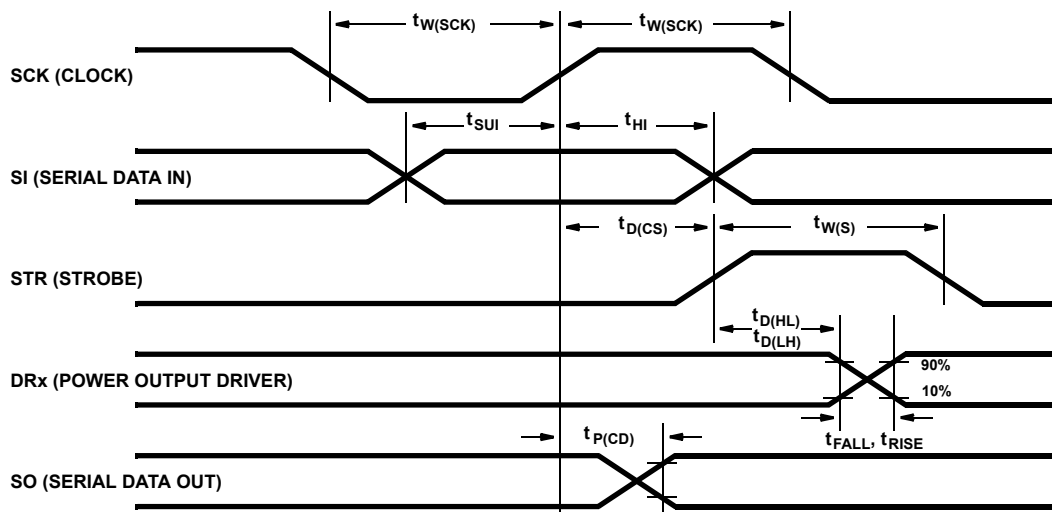 tW(SCK) tW(SCK)
SCK (CLOCK)
tSUI tHI
SI (SERIAL DATA IN)
tD(CS) tW(S)
STR (STROBE)
tD(HL)
tD(LH)
DRx (POWER OUTPUT DRIVER)
90%
10%
tP(CD) tFALL, tRISE
SO (SERIAL DATA OUT)